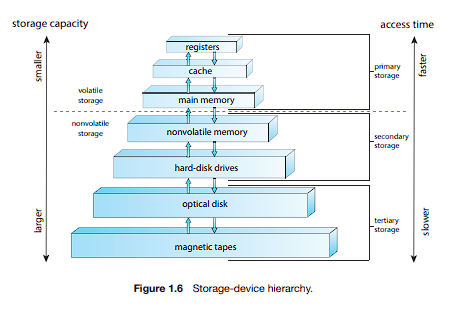 storage capacity
access time
smaller
larger
volatile
storage
nonvolatile
storage
registers
cache
main memory
nonvolatile memory
hard-disk drives
optical disk
magnetic tapes
primary
storage
secondary
storage
tertiary
storage
faster
slower
Figure 1.6 Storage-device hierarchy.